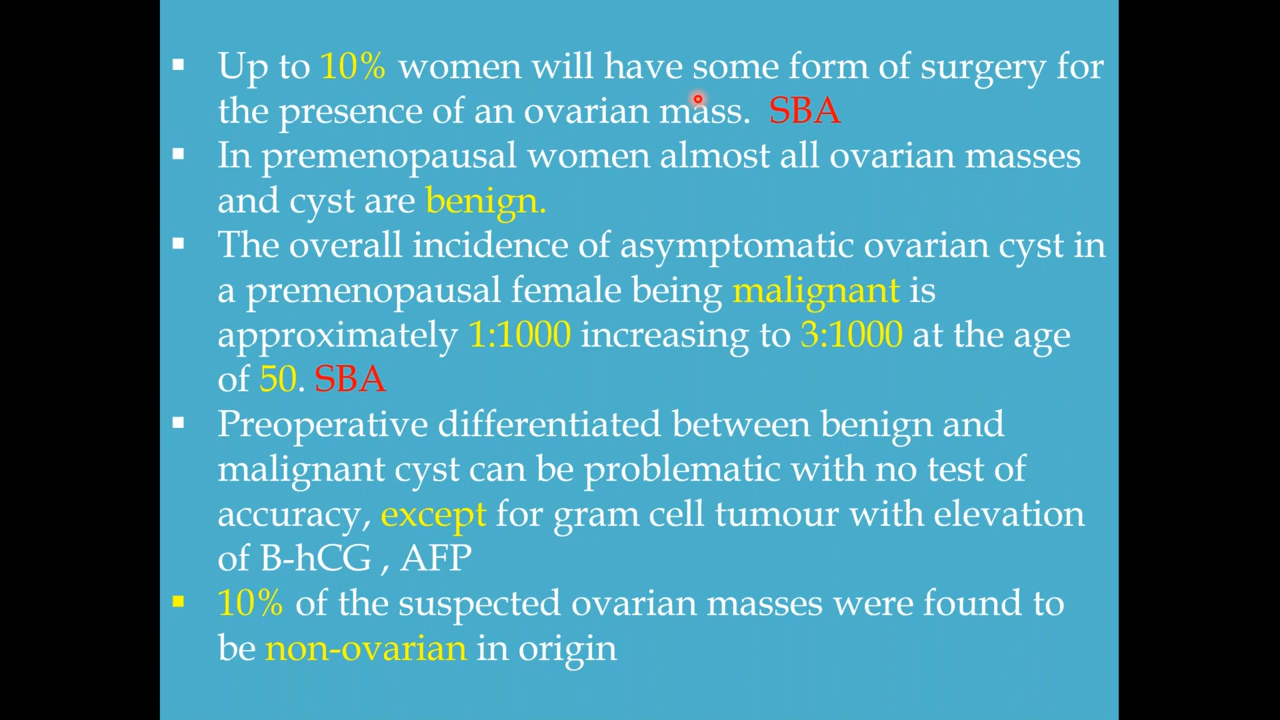 ▪ Up to 10% women will have some form of surgery for
the presence of an ovarian mass. SBA
▪ In premenopausal women almost all ovarian masses
and cyst are benign.
▪ The overall incidence of asymptomatic ovarian cyst in
a premenopausal female being malignant is
approximately 1:1000 increasing to 3:1000 at the age
of 50. SBA
▪ Preoperative differentiated between benign and
malignant cyst can be problematic with no test of
accuracy, except for gram cell tumour with elevation
of B-hCG , AFP
▪ 10% of the suspected ovarian masses were found to
be non-ovarian in origin